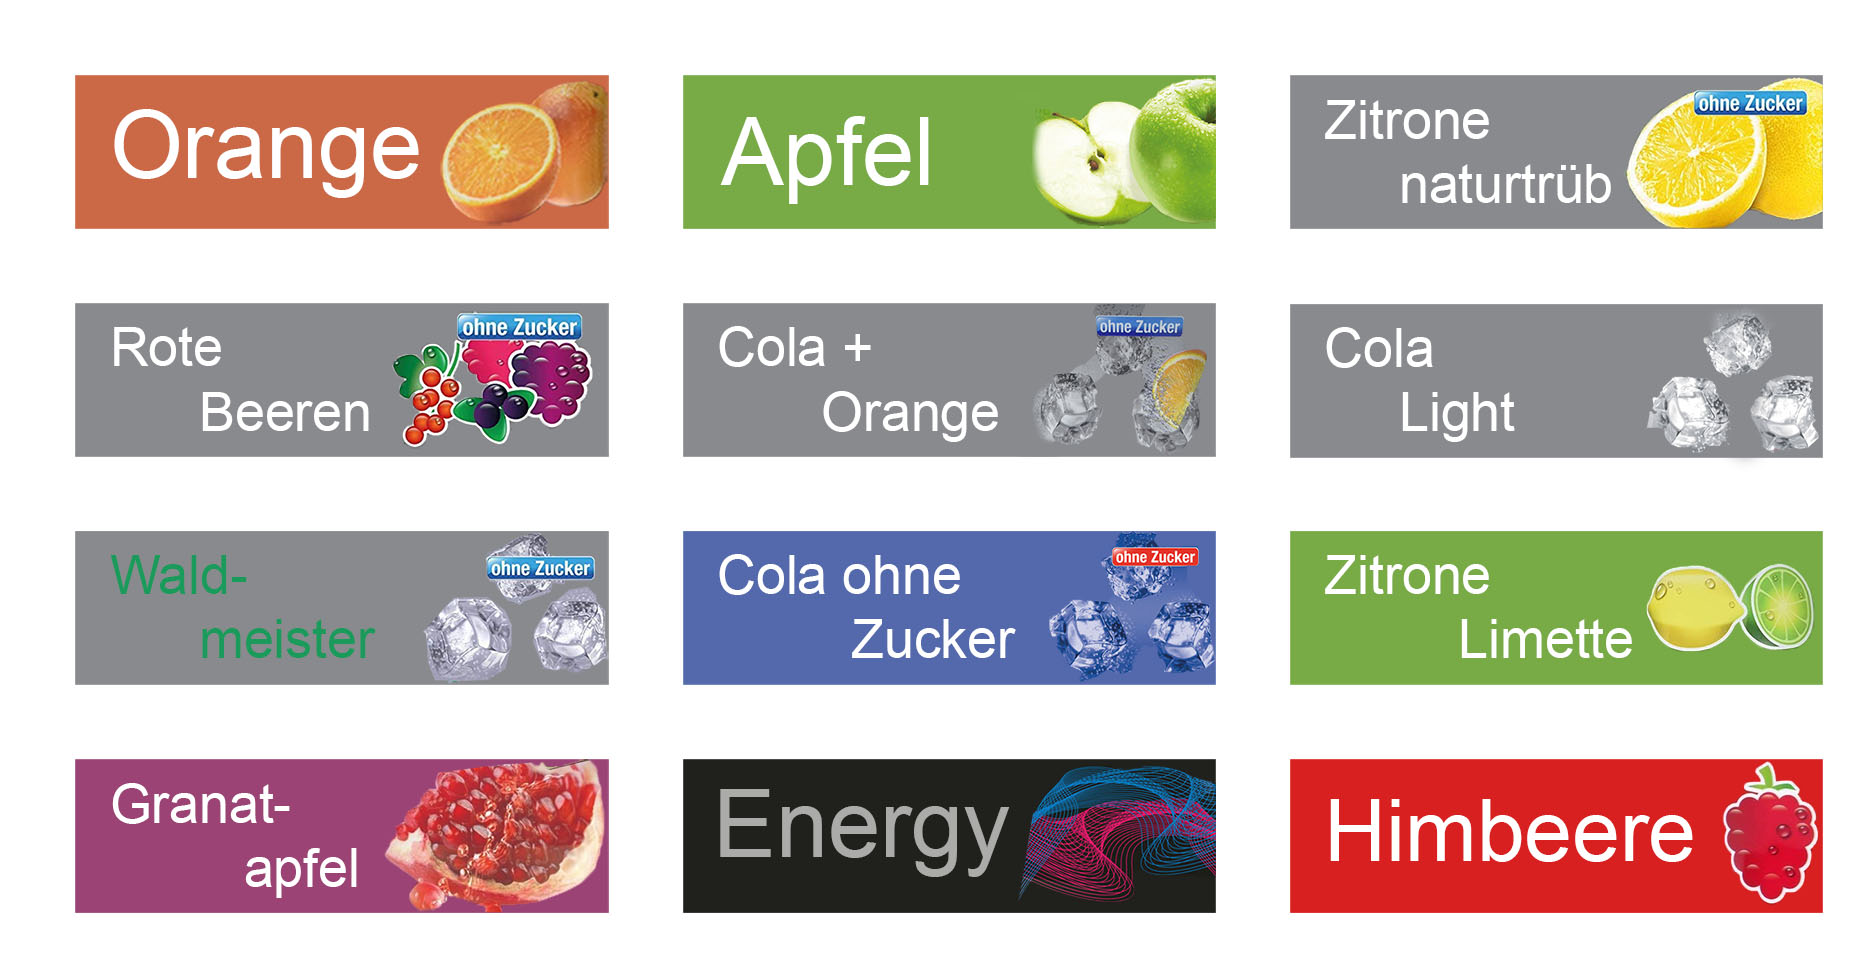 Orange
Apfel
Zitrone
naturtrüb
ohne Zucker
Rote
Beeren
ohne Zucker
Cola +
Orange
ohne Zucker
Cola
Light
Wald-
meister
ohne Zucker
Cola ohne
Zucker
ohne Zucker
Zitrone
Limette
Granat-
apfel
Energy
Himbeere